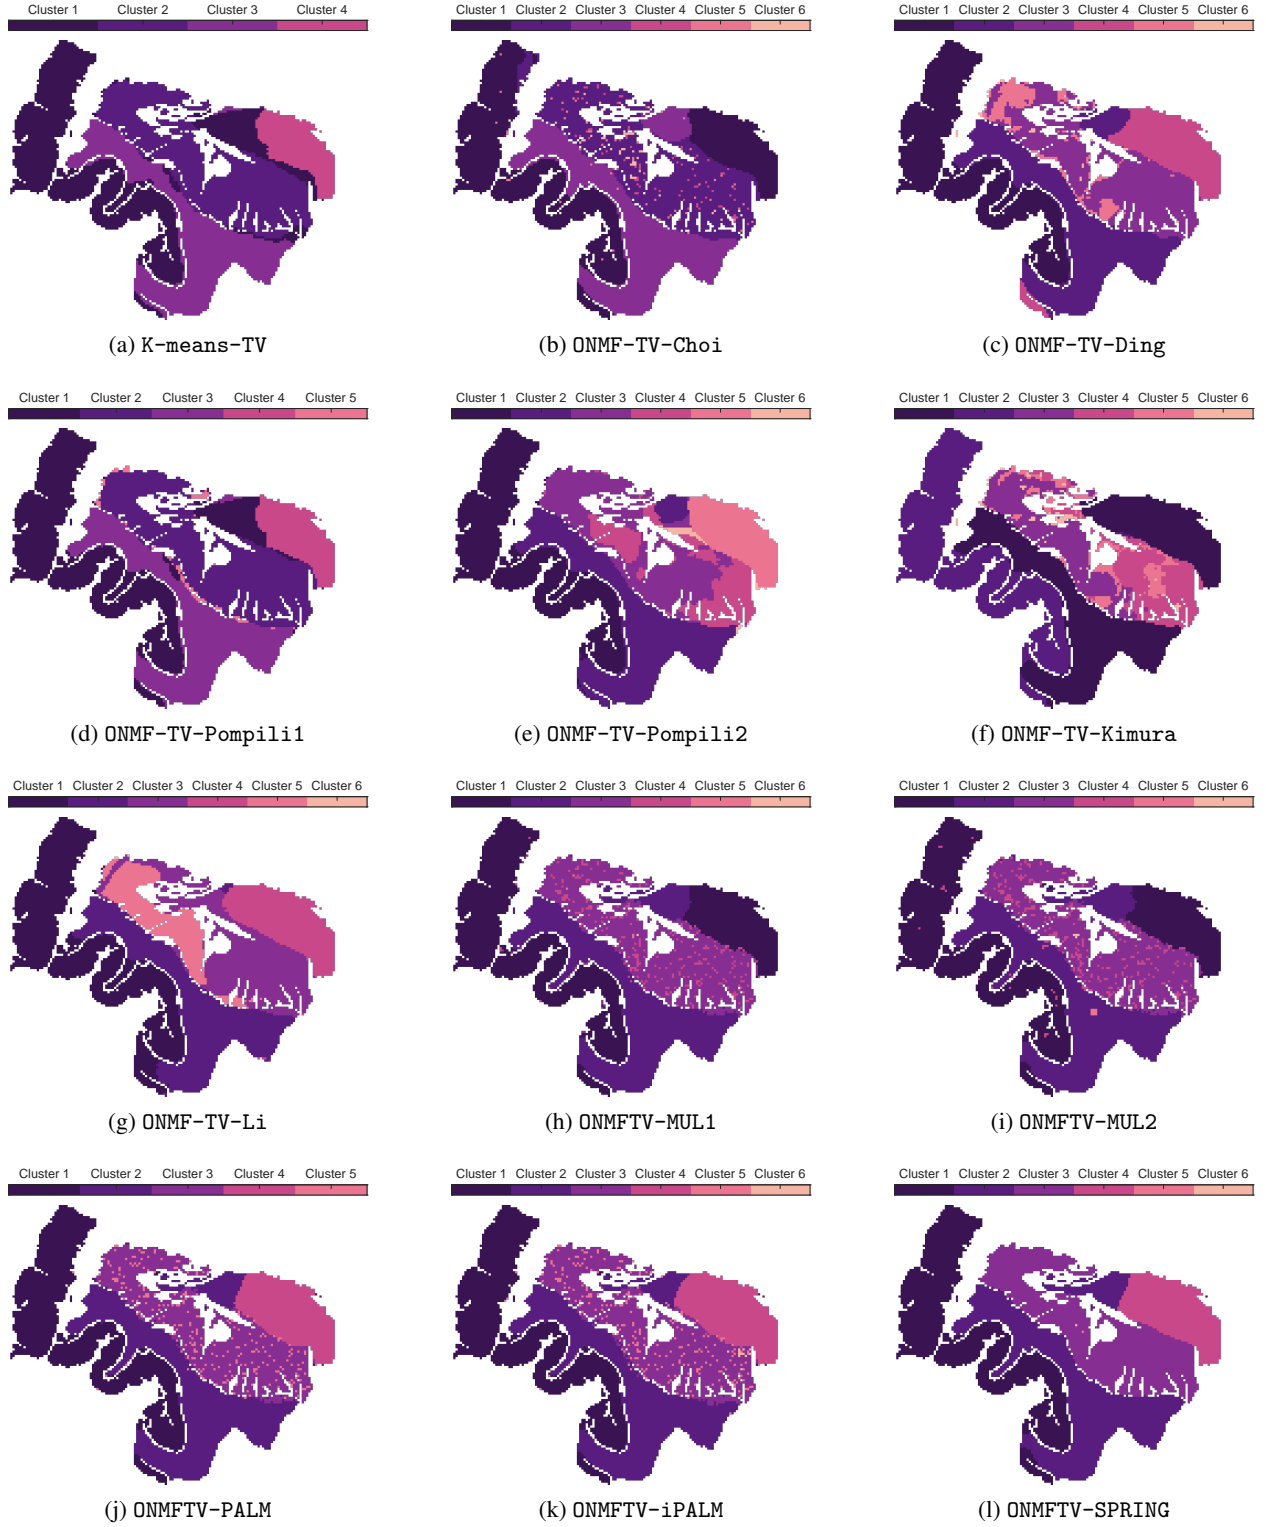 Cluster 1 Cluster 2 Cluster 3 Cluster 4
Cluster 1 Cluster 2 Cluster 3 Cluster 4 Cluster 5 Cluster 6
Cluster 1 Cluster 2 Cluster 3 Cluster 4 Cluster 5 Cluster 6
(a) K-means-TV
(b) ONMF-TV-Choi
(c) ONMF-TV-Ding
Cluster 1 Cluster 2 Cluster 3 Cluster 4 Cluster 5
Cluster 1 Cluster 2 Cluster 3 Cluster 4 Cluster 5 Cluster 6
Cluster 1 Cluster 2 Cluster 3 Cluster 4 Cluster 5 Cluster 6
(d) ONMF-TV-Pompili1
(e) ONMF-TV-Pompili2
(f) ONMF-TV-Kimura
Cluster 1 Cluster 2 Cluster 3 Cluster 4 Cluster 5 Cluster 6
Cluster 1 Cluster 2 Cluster 3 Cluster 4 Cluster 5 Cluster 6
Cluster 1 Cluster 2 Cluster 3 Cluster 4 Cluster 5 Cluster 6
(g) ONMF-TV-Li
(h) ONMFTV-MUL1
(i) ONMFTV-MUL2
Cluster 1 Cluster 2 Cluster 3 Cluster 4 Cluster 5
Cluster 1 Cluster 2 Cluster 3 Cluster 4 Cluster 5 Cluster 6
Cluster 1 Cluster 2 Cluster 3 Cluster 4 Cluster 5 Cluster 6
(j) ONMFTV-PALM
(k) ONMFTV-iPALM
(l) ONMFTV-SPRING